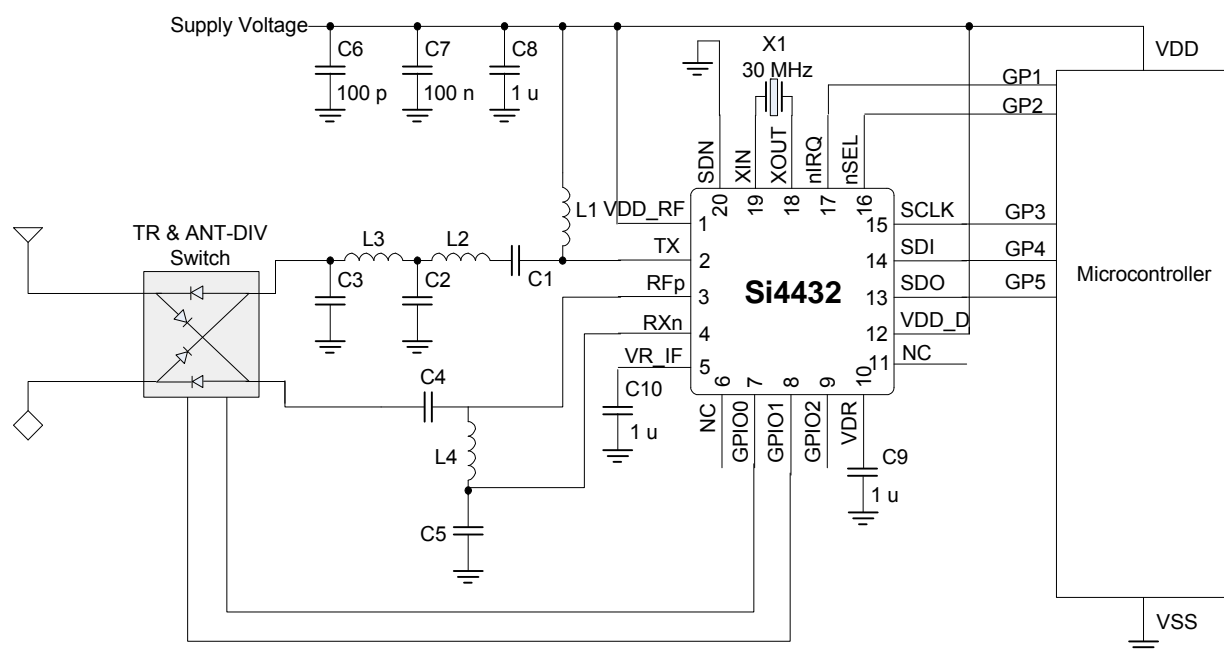 Supply Voltage
C6
C7
C8
100 p
100 n
1 u
X1
30 MHz
VDD
GP1
GP2
SDN
XIN
XOUT
nIRQ
nSEL
20
19
18
17
16
L1
VDD_RF
1
15
SCLK
GP3
TR & ANT-DIV
Switch
L3
L2
TX
2
14
SDI
GP4
Microcontroller
C3
C2
C1
RFp
3
Si4432
13
SDO
GP5
RXn
4
12
VDD_D
VR_IF
5
11
NC
C4
C10
1 u
6
7
8
9
10
NC
GPIO0
GPIO1
GPIO2
VDR
L4
C9
1 u
C5
VSS